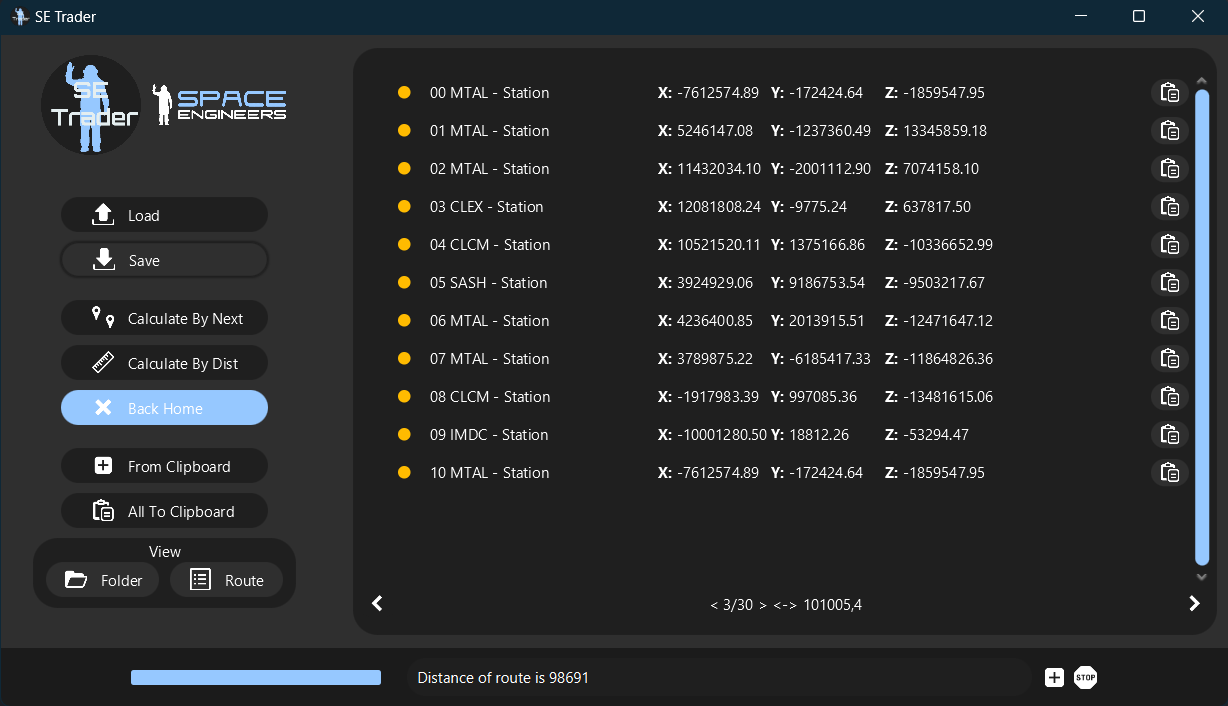 SE Trader
SE
Trader
SPACE
ENGINEERS
Load
Save
Calculate By Next
Calculate By Dist
Back Home
From Clipboard
All To Clipboard
View
Folder
Route
00 MTAL - Station X: -7612574.89 Y: -172424.64 Z: -1859547.95
01 MTAL - Station X: 5246147.08 Y: -1237360.49 Z: 13345859.18
02 MTAL - Station X: 11432034.10 Y: -2001112.90 Z: 7074158.10
03 CLEX - Station X: 12081808.24 Y: -9775.24 Z: 637817.50
04 CLCM - Station X: 10521520.11 Y: 1375166.86 Z: -10336652.99
05 SASH - Station X: 3924929.06 Y: 9186753.54 Z: -9503217.67
06 MTAL - Station X: 4236400.85 Y: 2013915.51 Z: -12471647.12
07 MTAL - Station X: 3789875.22 Y: -6185417.33 Z: -11864826.36
08 CLCM - Station X: -1917983.39 Y: 997085.36 Z: -13481615.06
09 IMDC - Station X: -10001280.50 Y: 18812.26 Z: -53294.47
10 MTAL - Station X: -7612574.89 Y: -172424.64 Z: -1859547.95
< 3/30 > <-> 101005,4
Distance of route is 98691
STOP